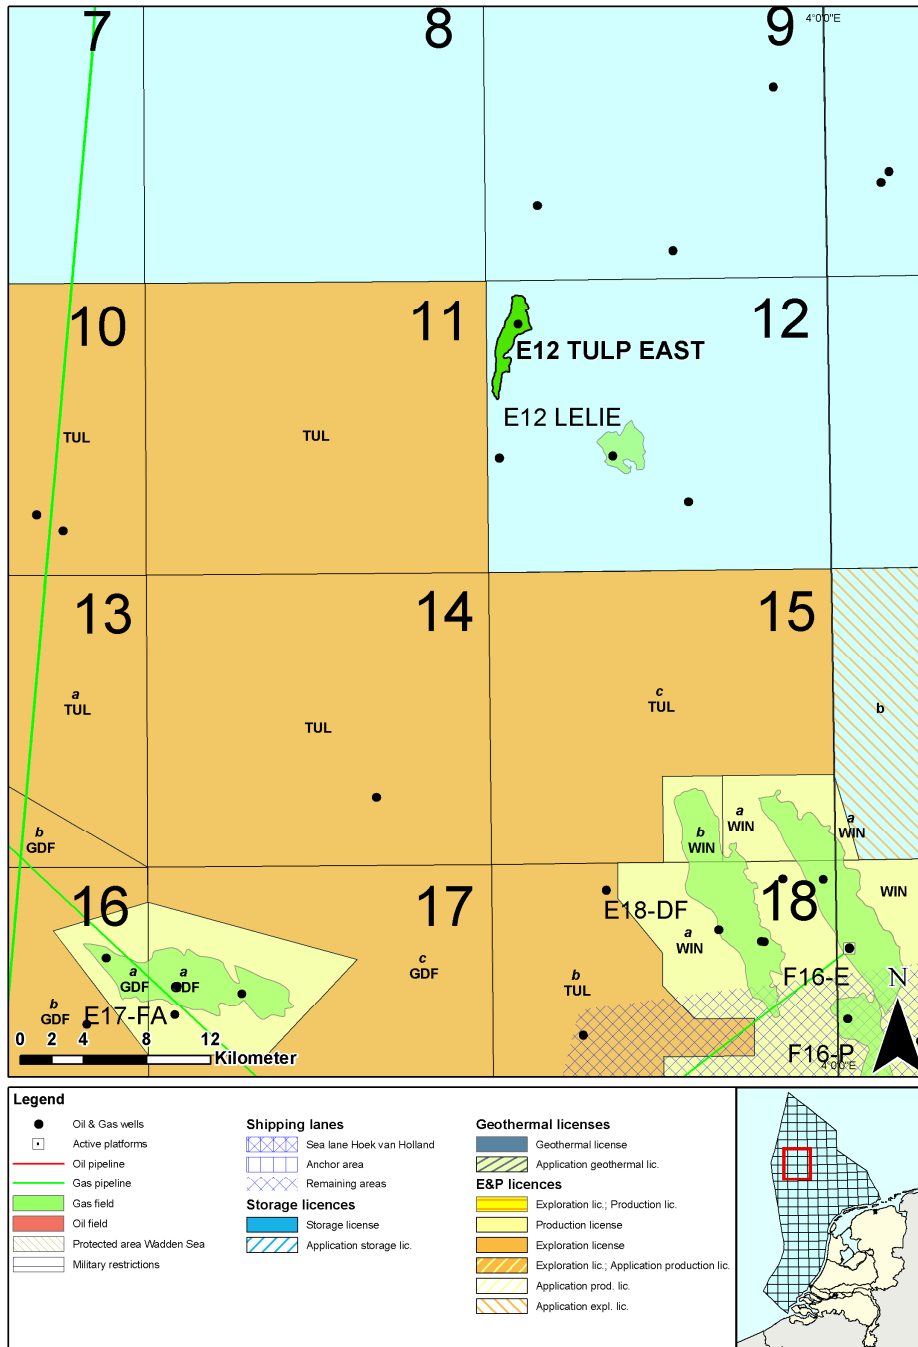 7
8
9
4°0'0"E
10
11
12
E12 TULP EAST
E12 LELIE
TUL
TUL
13
14
15
a
TUL
TUL
c
TUL
b
b
GDF
b
WIN
a
WIN
a
WIN
16
17
18
WIN
E18-DF
a
WIN
c
GDF
a
GDF
a
GDF
b
TUL
F16-E
N
b
GDF
E17-FA
F16-P
0 2 4 8 12
Kilometer
4°0'0"E
Legend
Oil & Gas wells
Active platforms
Oil pipeline
Gas pipeline
Gas field
Oil field
Protected area Wadden Sea
Military restrictions
Shipping lanes
Sea lane Hoek van Holland
Anchor area
Remaining areas
Storage licences
Storage license
Application storage lic.
Geothermal licenses
Geothermal license
Application geothermal lic.
E&P licences
Exploration lic.; Production lic.
Production license
Exploration license
Exploration lic.; Application production lic.
Application prod. lic.
Application expl. lic.